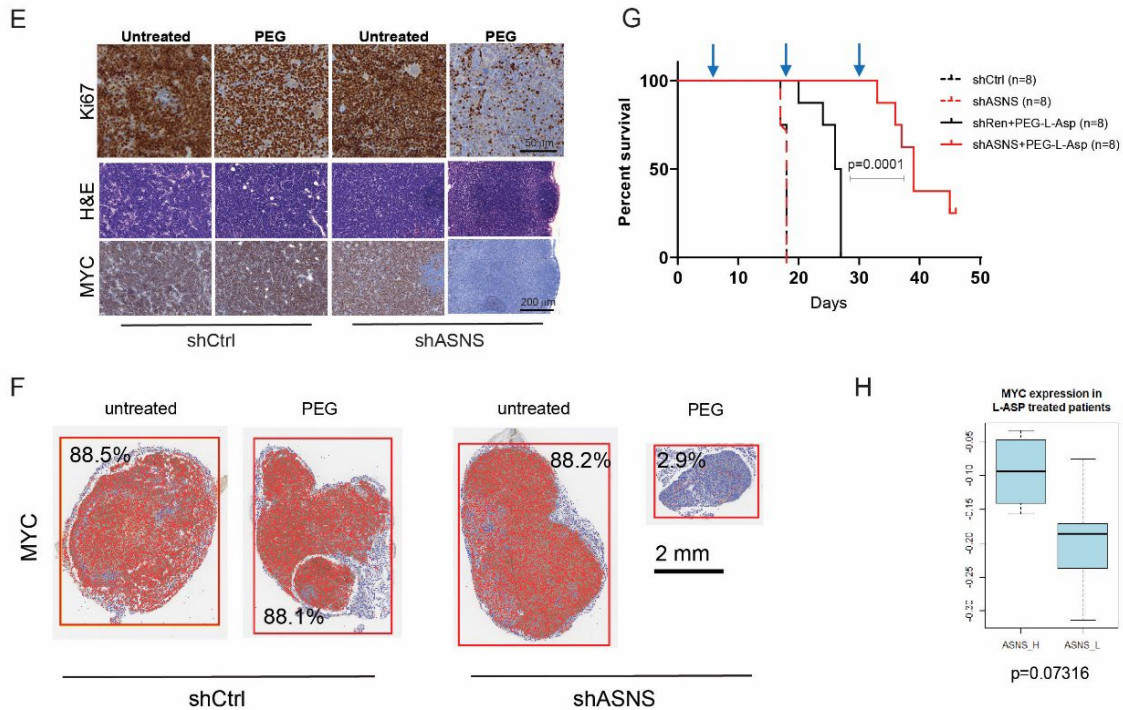 E
Untreated PEG Untreated PEG
Ki67
50 µm
H&E
MYC
200 µm
shCtrl shASNS
F
untreated PEG untreated PEG
MYC
88.5%
88.1%
88.2%
2.9%
2 mm
shCtrl shASNS
G
Percent survival
100
50
0
0 10 20 30 40 50
Days
p=0.0001
shCtrl (n=8)
shASNS (n=8)
shRen+PEG-L-Asp (n=8)
shASNS+PEG-L-Asp (n=8)
H
MYC expression in
L-ASP treated patients
-0.05
-0.10
-0.15
-0.20
-0.25
-0.30
ASNS_H ASNS_L
p=0.07316